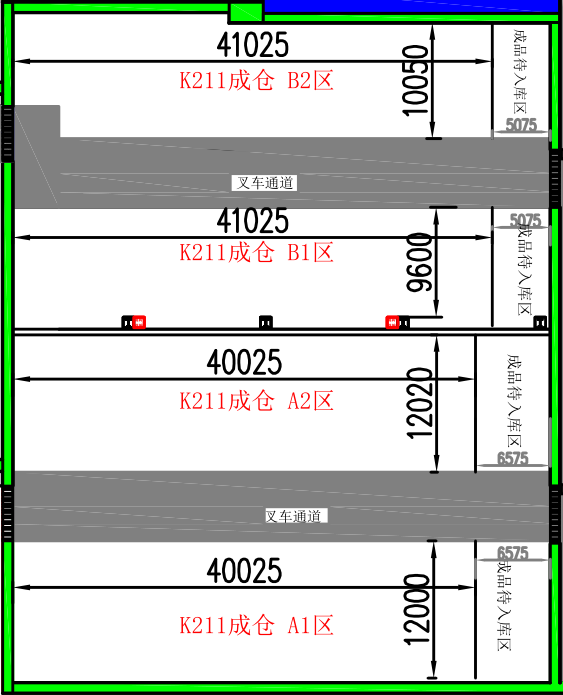 41025
K211成仓 B2区
10050
成品待入库区
5075
叉车通道
41025
K211成仓 B1区
9600
5075
成品待入库区
40025
K211成仓 A2区
12020
成品待入库区
6575
叉车通道
40025
K211成仓 A1区
12000
6575
成品待入库区